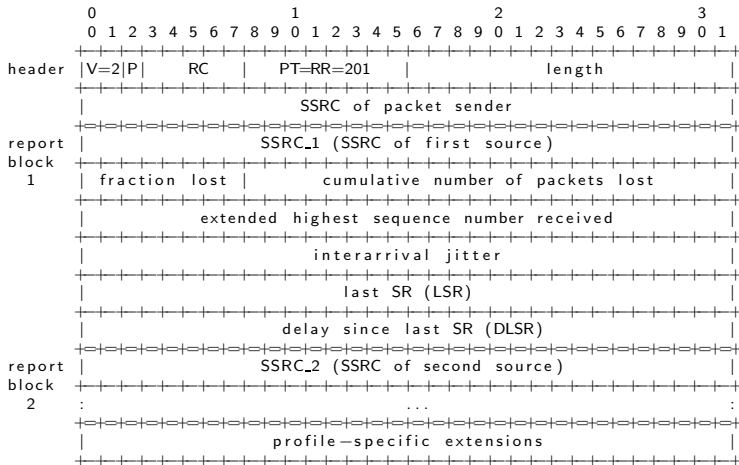 0 1 2 3
0 1 2 3 4 5 6 7 8 9 0 1 2 3 4 5 6 7 8 9 0 1 2 3 4 5 6 7 8 9 0 1
+-+-+-+-+-+-+-+-+-+-+-+-+-+-+-+-+-+-+-+-+-+-+-+-+-+-+-+-+-+-+-+-+
header |V=2|P| RC | PT=RR=201 | length |
+-+-+-+-+-+-+-+-+-+-+-+-+-+-+-+-+-+-+-+-+-+-+-+-+-+-+-+-+-+-+-+-+
| SSRC of packet sender |
+=+=+=+=+=+=+=+=+=+=+=+=+=+=+=+=+=+=+=+=+=+=+=+=+=+=+=+=+=+=+=+=+
report | SSRC_1 (SSRC of first source) |
block +-+-+-+-+-+-+-+-+-+-+-+-+-+-+-+-+-+-+-+-+-+-+-+-+-+-+-+-+-+-+-+-+
1 | fraction lost | cumulative number of packets lost |
+-+-+-+-+-+-+-+-+-+-+-+-+-+-+-+-+-+-+-+-+-+-+-+-+-+-+-+-+-+-+-+-+
| extended highest sequence number received |
+-+-+-+-+-+-+-+-+-+-+-+-+-+-+-+-+-+-+-+-+-+-+-+-+-+-+-+-+-+-+-+-+
| interarrival jitter |
+-+-+-+-+-+-+-+-+-+-+-+-+-+-+-+-+-+-+-+-+-+-+-+-+-+-+-+-+-+-+-+-+
| last SR (LSR) |
+-+-+-+-+-+-+-+-+-+-+-+-+-+-+-+-+-+-+-+-+-+-+-+-+-+-+-+-+-+-+-+-+
| delay since last SR (DLSR) |
+=+=+=+=+=+=+=+=+=+=+=+=+=+=+=+=+=+=+=+=+=+=+=+=+=+=+=+=+=+=+=+=+
report | SSRC_2 (SSRC of second source) |
block +-+-+-+-+-+-+-+-+-+-+-+-+-+-+-+-+-+-+-+-+-+-+-+-+-+-+-+-+-+-+-+-+
2 : ... :
+=+=+=+=+=+=+=+=+=+=+=+=+=+=+=+=+=+=+=+=+=+=+=+=+=+=+=+=+=+=+=+=+
| profile-specific extensions |
+-+-+-+-+-+-+-+-+-+-+-+-+-+-+-+-+-+-+-+-+-+-+-+-+-+-+-+-+-+-+-+-+